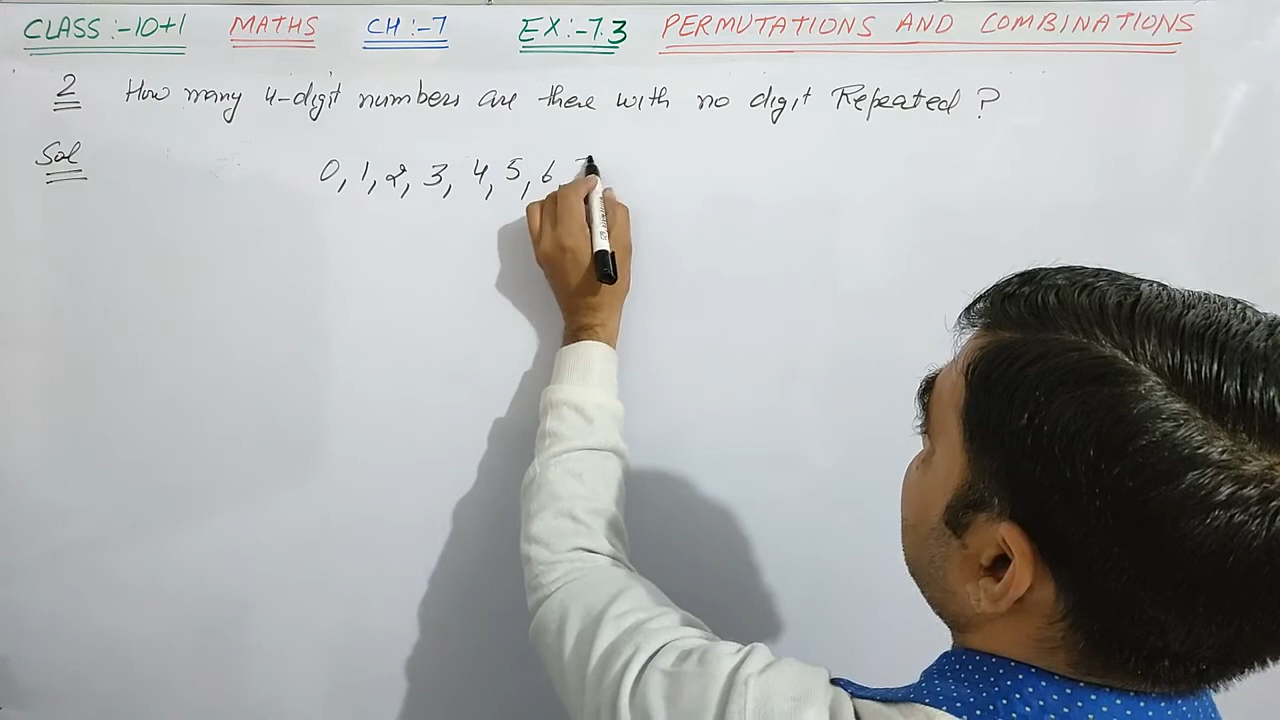 CLASS :- 10+1 MATHS CH :- 7 EX :- 7.3 PERMUTATIONS AND COMBINATIONS
2 How many 4-digit numbers are there with no digit Repeated ?
Sol 0, 1, 2, 3, 4, 5, 6,